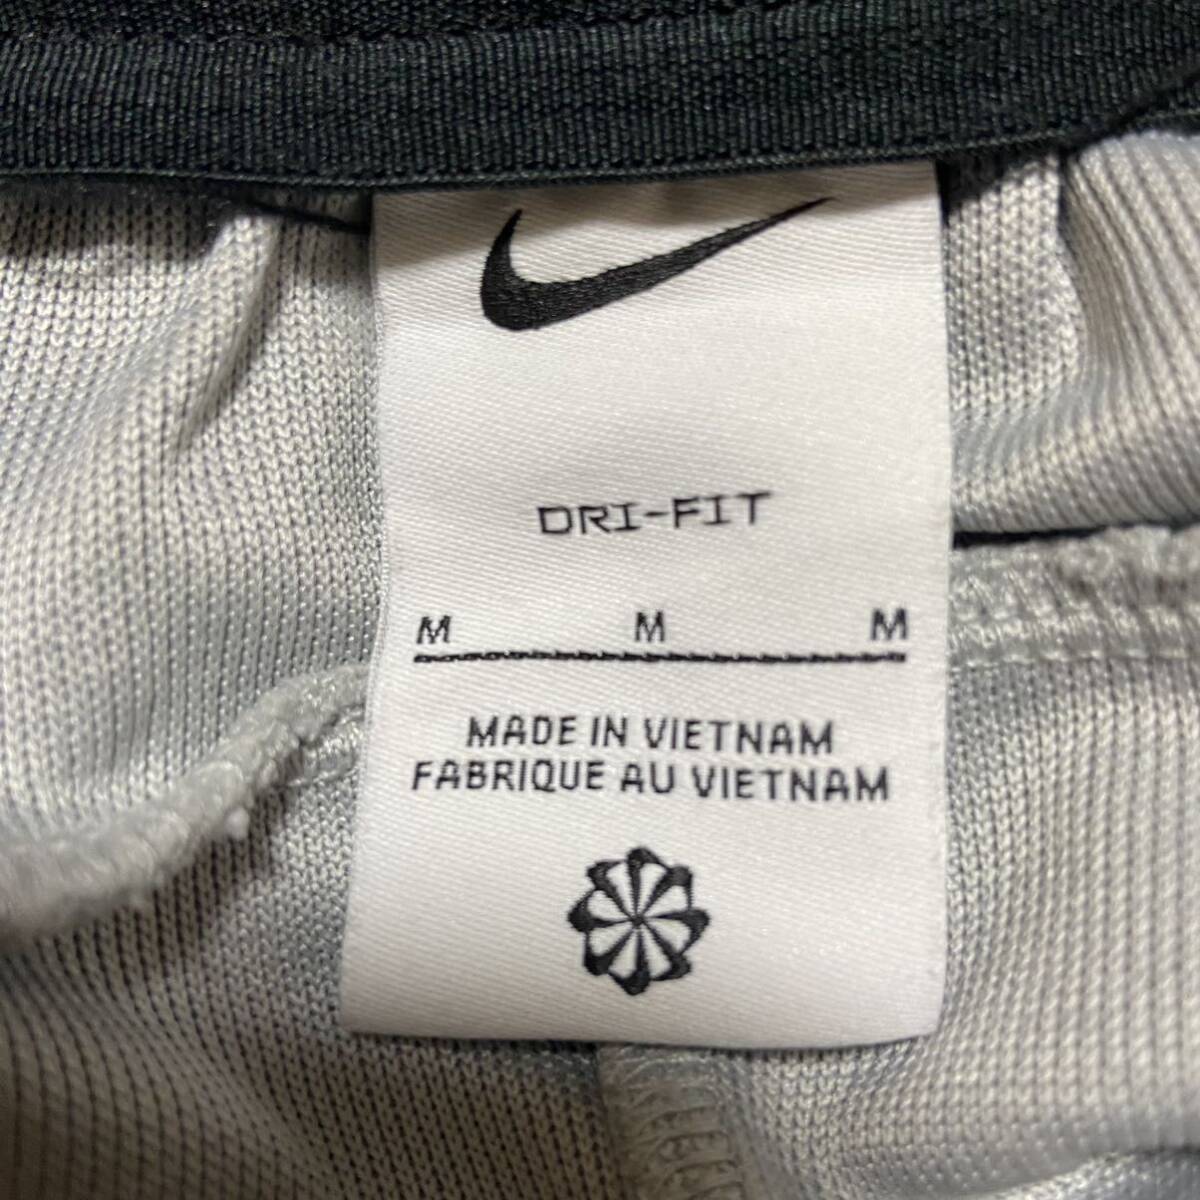 DRI-FIT
M M M
MADE IN VIETNAM
FABRIQUE AU VIETNAM